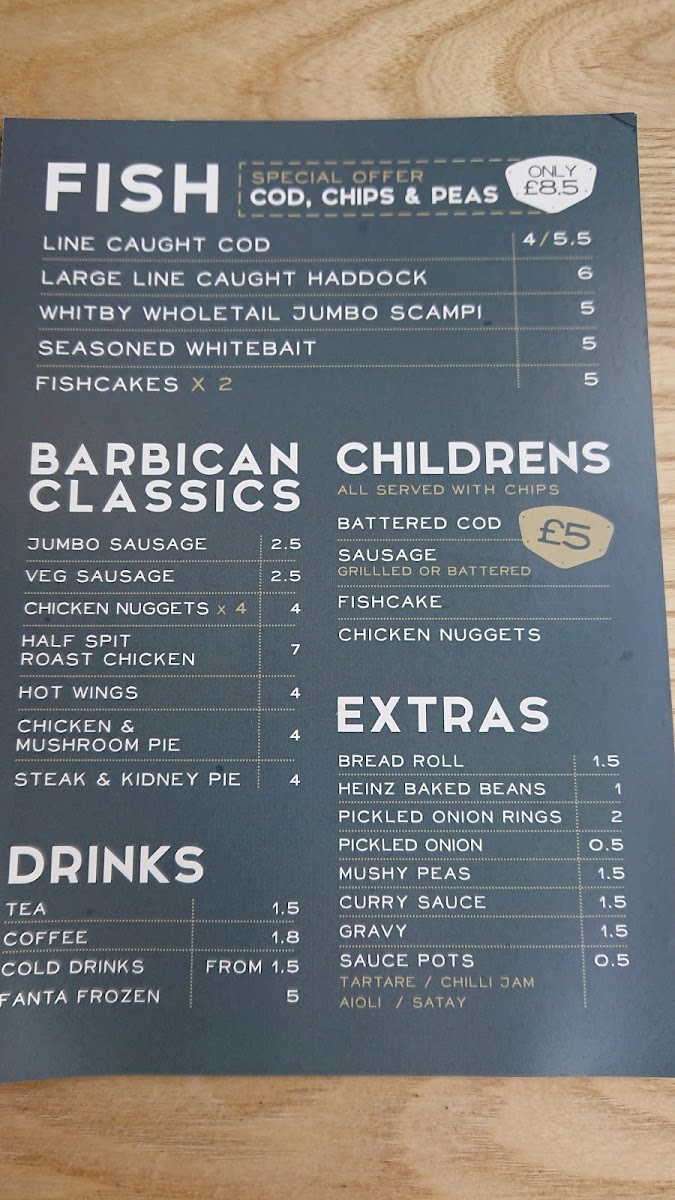 FISH
SPECIAL OFFER
COD, CHIPS & PEAS
ONLY
£8.5
LINE CAUGHT COD 4/5.5
LARGE LINE CAUGHT HADDOCK 6
WHITBY WHOLETAIL JUMBO SCAMPI 5
SEASONED WHITEBAIT 5
FISHCAKES X 2 5
BARBICAN
CLASSICS
JUMBO SAUSAGE 2.5
VEG SAUSAGE 2.5
CHICKEN NUGGETS x 4 4
HALF SPIT
ROAST CHICKEN 7
HOT WINGS 4
CHICKEN &
MUSHROOM PIE 4
STEAK & KIDNEY PIE 4
DRINKS
TEA 1.5
COFFEE 1.8
COLD DRINKS FROM 1.5
FANTA FROZEN 5
CHILDRENS
ALL SERVED WITH CHIPS
£5
BATTERED COD
SAUSAGE
GRILLLED OR BATTERED
FISHCAKE
CHICKEN NUGGETS
EXTRAS
BREAD ROLL 1.5
HEINZ BAKED BEANS 1
PICKLED ONION RINGS 2
PICKLED ONION 0.5
MUSHY PEAS 1.5
CURRY SAUCE 1.5
GRAVY 1.5
SAUCE POTS 0.5
TARTARE / CHILLI JAM
AIOLI / SATAY